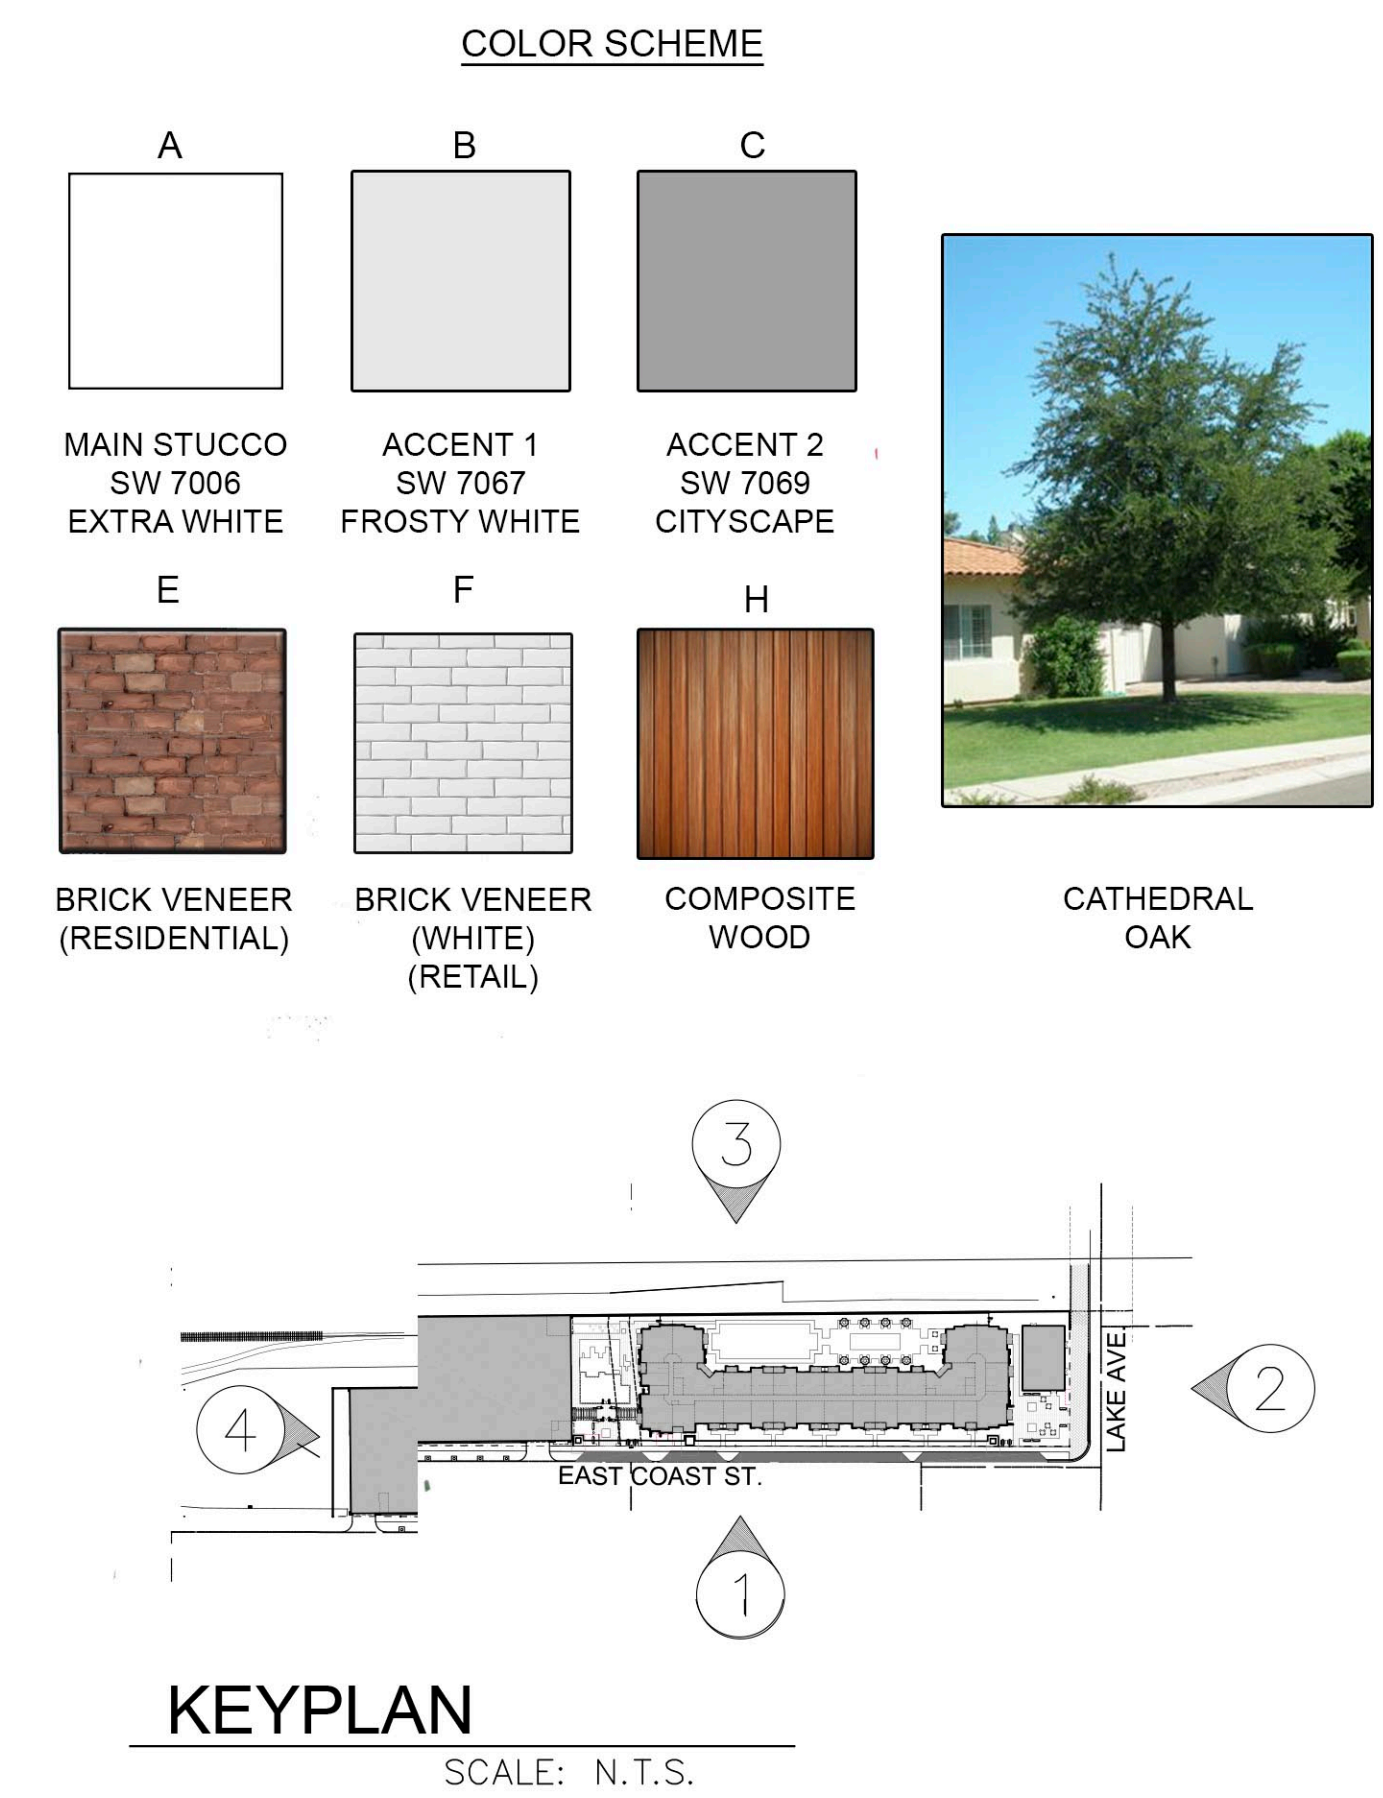 COLOR SCHEME
A
B
C
MAIN STUCCO
SW 7006
EXTRA WHITE
ACCENT 1
SW 7067
FROSTY WHITE
ACCENT 2
SW 7069
CITYSCAPE
E
F
H
BRICK VENEER
(RESIDENTIAL)
BRICK VENEER
(WHITE)
(RETAIL)
COMPOSITE
WOOD
CATHEDRAL
OAK
3
2
4
LAKE AVE.
EAST COAST ST.
1
KEYPLAN
SCALE: N.T.S.